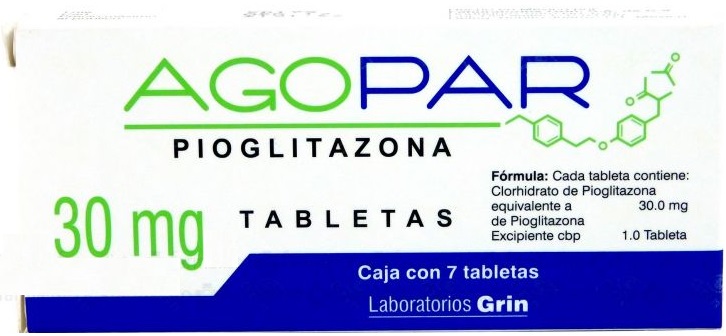 AGOPAR
PIOGLITAZONA
30 mg
TABLETAS
Fórmula: Cada tableta contiene:
Clorhidrato de Pioglitazona
equivalente a 30.0 mg
de Pioglitazona
Excipiente cbp 1.0 Tableta
Caja con 7 tabletas
Laboratorios Grin
O
O
O